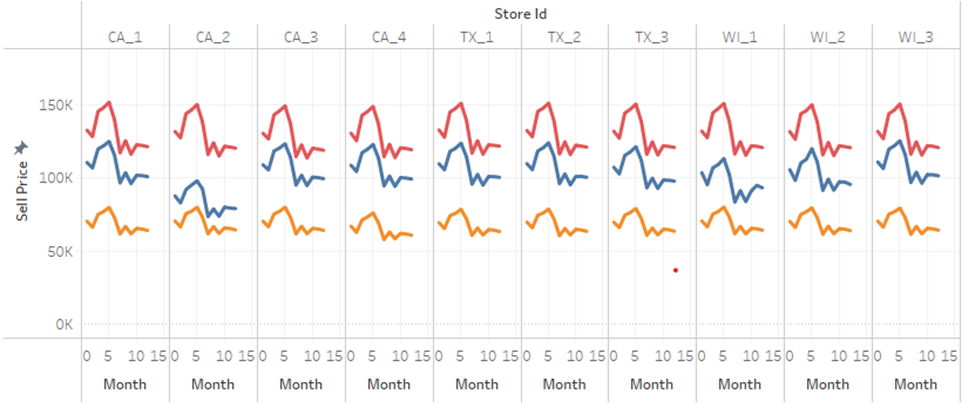 Store Id
CA_1 CA_2 CA_3 CA_4 TX_1 TX_2 TX_3 WI_1 WI_2 WI_3
150K
100K
50K
0K
Sell Price
0 5 10 15 0 5 10 15 0 5 10 15 0 5 10 15 0 5 10 15 0 5 10 15 0 5 10 15 0 5 10 15 0 5 10 15 0 5 10 15
Month Month Month Month Month Month Month Month Month Month